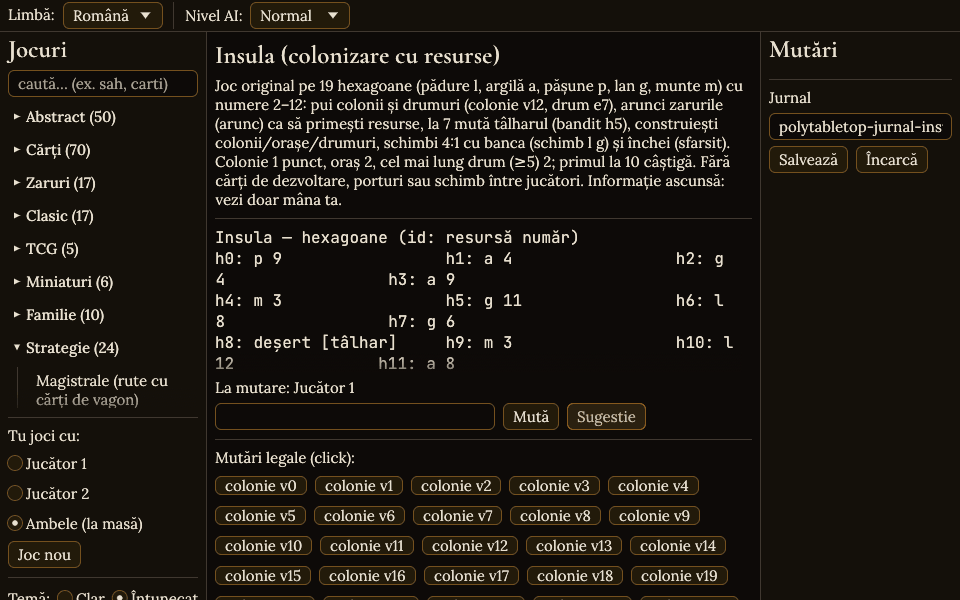 Limbă: Română Nivel AI: Normal
Jocuri
caută... (ex. sah, carti)
Abstract (50)
Cărți (70)
Zaruri (17)
Clasic (17)
TCG (5)
Miniaturi (6)
Familie (10)
Strategie (24)
Magistrale (rute cu
cărți de vagon)
Tu joci cu:
Jucător 1
Jucător 2
Ambele (la masă)
Joc nou
Temă: Clar Întunecat
Insula (colonizare cu resurse)
Joc original pe 19 hexagoane (pădure l, argilă a, pășune p, lan g, munte m) cu
numere 2–12: pui colonii și drumuri (colonie v12, drum e7), arunci zarurile
(arunc) ca să primești resurse, la 7 mută tâlharul (bandit h5), construiești
colonii/orașe/drumuri, schimbi 4:1 cu banca (schimb l g) și închei (sfarsit).
Colonie 1 punct, oraș 2, cel mai lung drum (≥5) 2; primul la 10 câștigă. Fără
cărți de dezvoltare, porturi sau schimb între jucători. Informație ascunsă:
vezi doar mâna ta.
Insula — hexagoane (id: resursă număr)
h0: p 9 h1: a 4 h2: g
4 h3: a 9
h4: m 3 h5: g 11 h6: l
8 h7: g 6
h8: deșert [tâlhar] h9: m 3 h10: l
12 h11: a 8
La mutare: Jucător 1
Mută Sugestie
Mutări legale (click):
colonie v0 colonie v1 colonie v2 colonie v3 colonie v4
colonie v5 colonie v6 colonie v7 colonie v8 colonie v9
colonie v10 colonie v11 colonie v12 colonie v13 colonie v14
colonie v15 colonie v16 colonie v17 colonie v18 colonie v19
Mutări
Jurnal
polytabletop-jurnal-ins
Salvează Încarcă